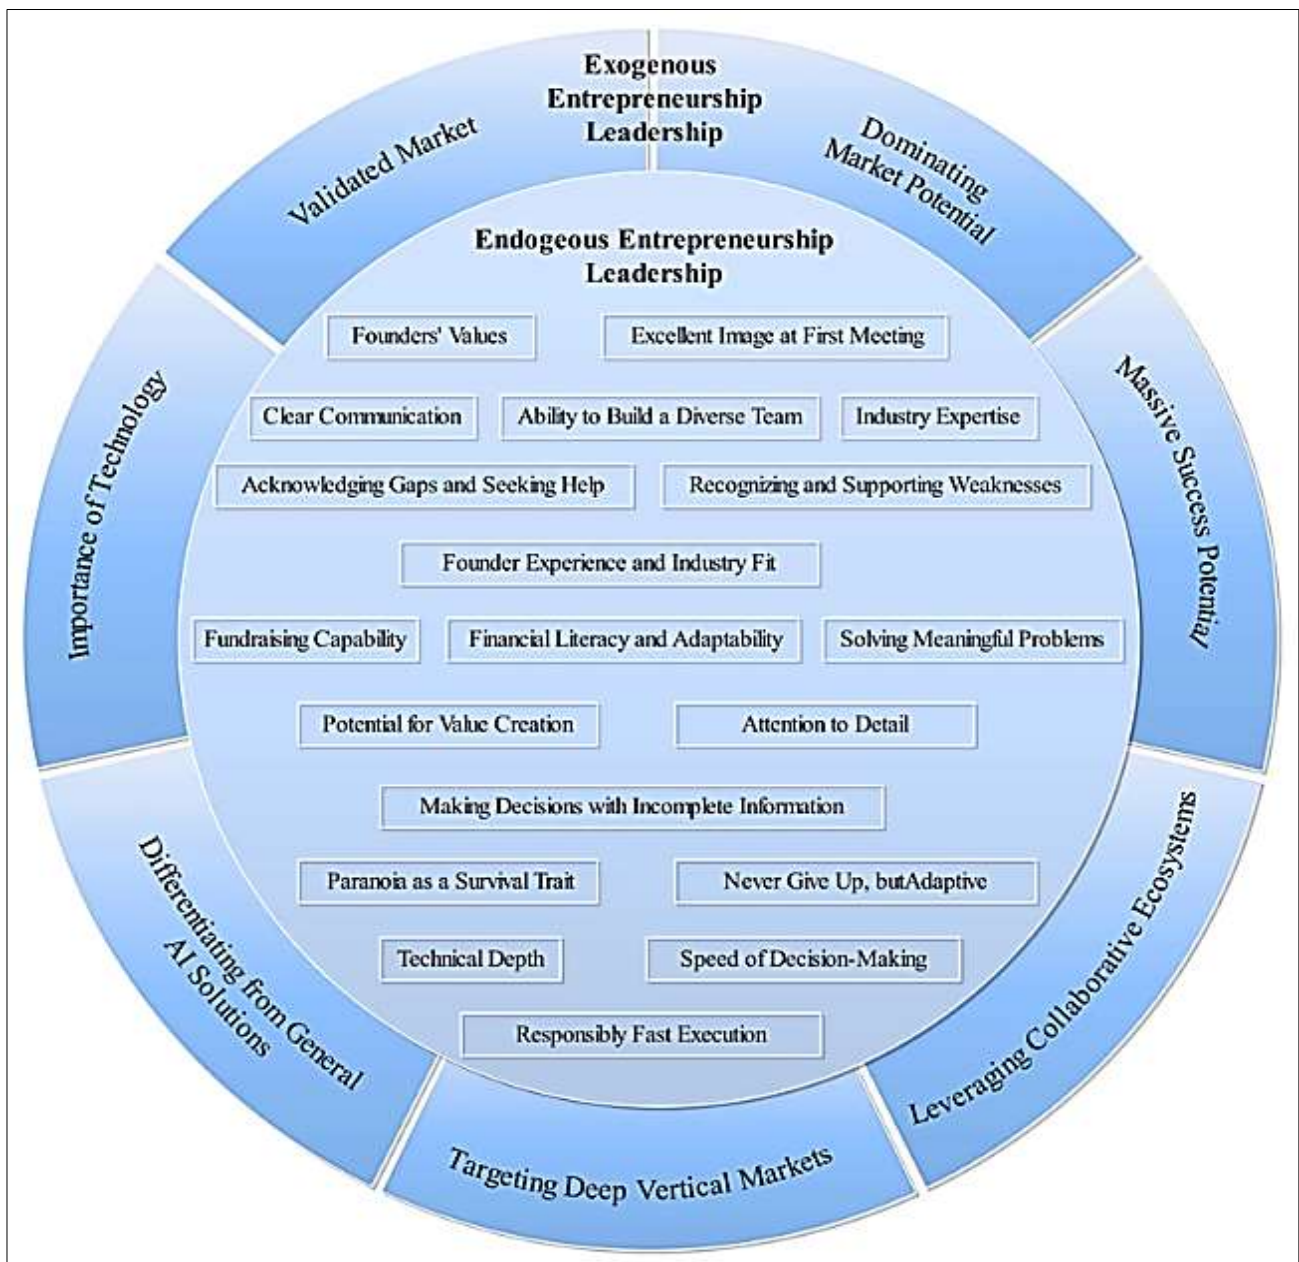 Exogenous
Entrepreneurship
Leadership
Validated Market
Dominating
Market Potential
Massive Success Potential
Leveraging Collaborative Ecosystems
Targeting Deep Vertical Markets
Differentiating from General
AI Solutions
Importance of Technology
Endogeous Entrepreneurship
Leadership
Founders' Values
Excellent Image at First Meeting
Clear Communication
Ability to Build a Diverse Team
Industry Expertise
Acknowledging Gaps and Seeking Help
Recognizing and Supporting Weaknesses
Founder Experience and Industry Fit
Fundraising Capability
Financial Literacy and Adaptability
Solving Meaningful Problems
Potential for Value Creation
Attention to Detail
Making Decisions with Incomplete Information
Paranoia as a Survival Trait
Never Give Up, butAdaptive
Technical Depth
Speed of Decision-Making
Responsibly Fast Execution